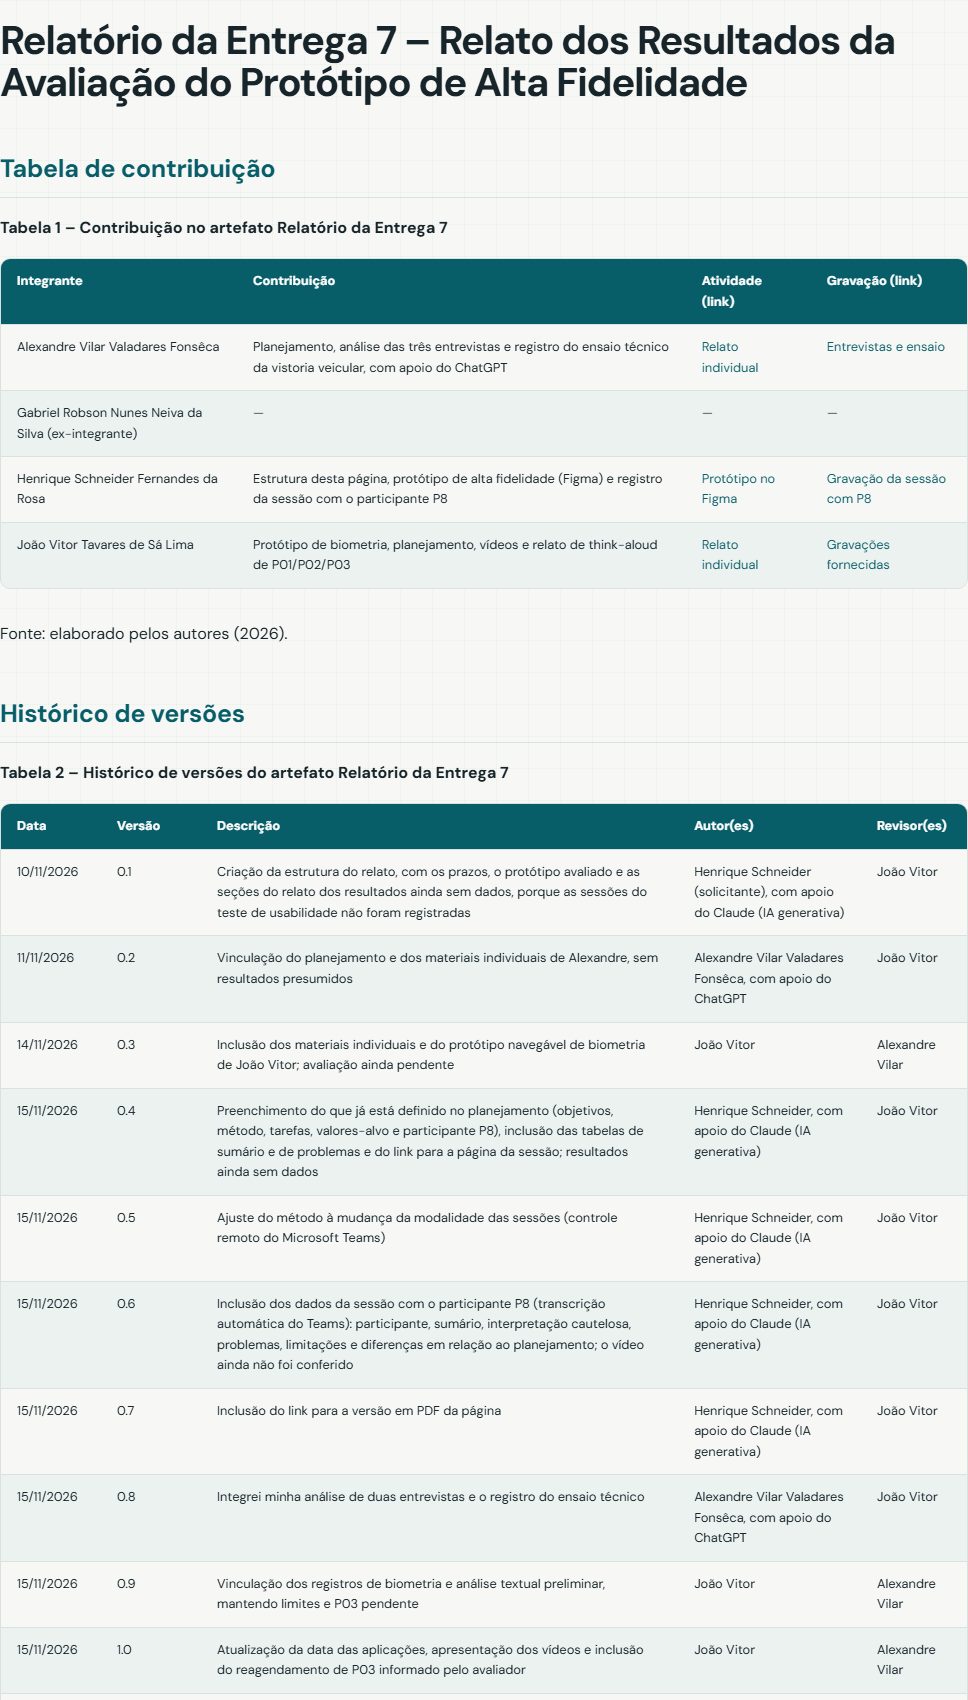 Relatório da Entrega 7 – Relato dos Resultados da
Avaliação do Protótipo de Alta Fidelidade
Tabela de contribuição
Tabela 1 – Contribuição no artefato Relatório da Entrega 7
Integrante
Contribuição
Atividade
(link)
Gravação (link)
Alexandre Vilar Valadares Fonsêca
Planejamento, análise das três entrevistas e registro do ensaio técnico
da vistoria veicular, com apoio do ChatGPT
Relato
individual
Entrevistas e ensaio
Gabriel Robson Nunes Neiva da
Silva (ex-integrante)
—
—
—
Henrique Schneider Fernandes da
Rosa
Estrutura desta página, protótipo de alta fidelidade (Figma) e registro
da sessão com o participante P8
Protótipo no
Figma
Gravação da sessão
com P8
João Vitor Tavares de Sá Lima
Protótipo de biometria, planejamento, vídeos e relato de think-aloud
de P01/P02/P03
Relato
individual
Gravações
fornecidas
Fonte: elaborado pelos autores (2026).
Histórico de versões
Tabela 2 – Histórico de versões do artefato Relatório da Entrega 7
Data
Versão
Descrição
Autor(es)
Revisor(es)
10/11/2026
0.1
Criação da estrutura do relato, com os prazos, o protótipo avaliado e as
seções do relato dos resultados ainda sem dados, porque as sessões do
teste de usabilidade não foram registradas
Henrique Schneider
(solicitante), com apoio
do Claude (IA generativa)
João Vitor
11/11/2026
0.2
Vinculação do planejamento e dos materiais individuais de Alexandre, sem
resultados presumidos
Alexandre Vilar Valadares
Fonsêca, com apoio do
ChatGPT
João Vitor
14/11/2026
0.3
Inclusão dos materiais individuais e do protótipo navegável de biometria
de João Vitor; avaliação ainda pendente
João Vitor
Alexandre
Vilar
15/11/2026
0.4
Preenchimento do que já está definido no planejamento (objetivos,
método, tarefas, valores-alvo e participante P8), inclusão das tabelas de
sumário e de problemas e do link para a página da sessão; resultados
ainda sem dados
Henrique Schneider, com
apoio do Claude (IA
generativa)
João Vitor
15/11/2026
0.5
Ajuste do método à mudança da modalidade das sessões (controle
remoto do Microsoft Teams)
Henrique Schneider, com
apoio do Claude (IA
generativa)
João Vitor
15/11/2026
0.6
Inclusão dos dados da sessão com o participante P8 (transcrição
automática do Teams): participante, sumário, interpretação cautelosa,
problemas, limitações e diferenças em relação ao planejamento; o vídeo
ainda não foi conferido
Henrique Schneider, com
apoio do Claude (IA
generativa)
João Vitor
15/11/2026
0.7
Inclusão do link para a versão em PDF da página
Henrique Schneider, com
apoio do Claude (IA
generativa)
João Vitor
15/11/2026
0.8
Integrei minha análise de duas entrevistas e o registro do ensaio técnico
Alexandre Vilar Valadares
Fonsêca, com apoio do
ChatGPT
João Vitor
15/11/2026
0.9
Vinculação dos registros de biometria e análise textual preliminar,
mantendo limites e P03 pendente
João Vitor
Alexandre
Vilar
15/11/2026
1.0
Atualização da data das aplicações, apresentação dos vídeos e inclusão
do reagendamento de P03 informado pelo avaliador
João Vitor
Alexandre
Vilar